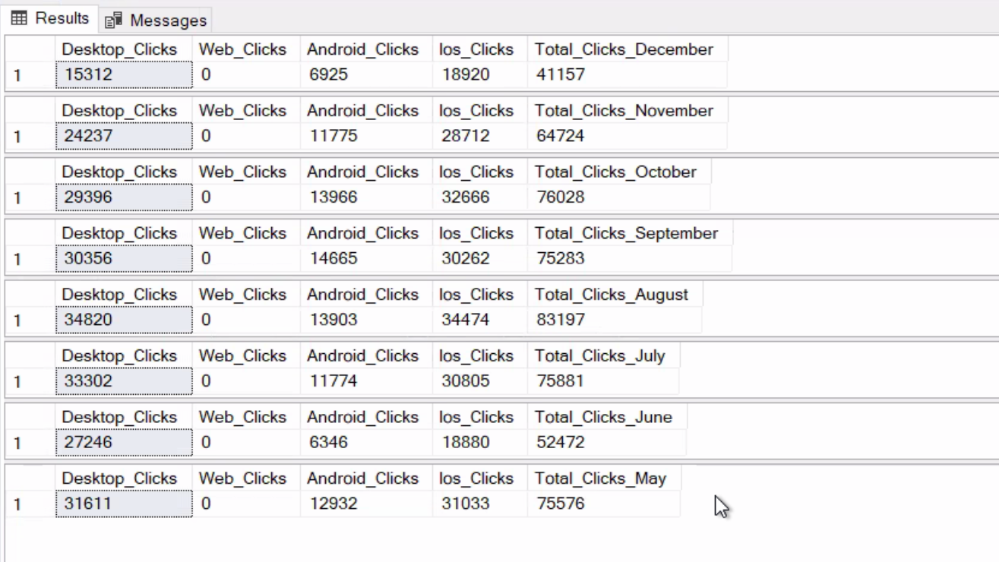 Results Messages
Desktop_Clicks Web_Clicks Android_Clicks Ios_Clicks Total_Clicks_December
1 15312 0 6925 18920 41157
Desktop_Clicks Web_Clicks Android_Clicks Ios_Clicks Total_Clicks_November
1 24237 0 11775 28712 64724
Desktop_Clicks Web_Clicks Android_Clicks Ios_Clicks Total_Clicks_October
1 29396 0 13966 32666 76028
Desktop_Clicks Web_Clicks Android_Clicks Ios_Clicks Total_Clicks_September
1 30356 0 14665 30262 75283
Desktop_Clicks Web_Clicks Android_Clicks Ios_Clicks Total_Clicks_August
1 34820 0 13903 34474 83197
Desktop_Clicks Web_Clicks Android_Clicks Ios_Clicks Total_Clicks_July
1 33302 0 11774 30805 75881
Desktop_Clicks Web_Clicks Android_Clicks Ios_Clicks Total_Clicks_June
1 27246 0 6346 18880 52472
Desktop_Clicks Web_Clicks Android_Clicks Ios_Clicks Total_Clicks_May
1 31611 0 12932 31033 75576